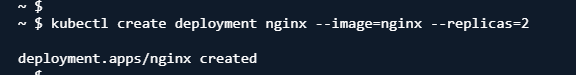 ~ $
~ $ kubectl create deployment nginx --image=nginx --replicas=2
deployment.apps/nginx created